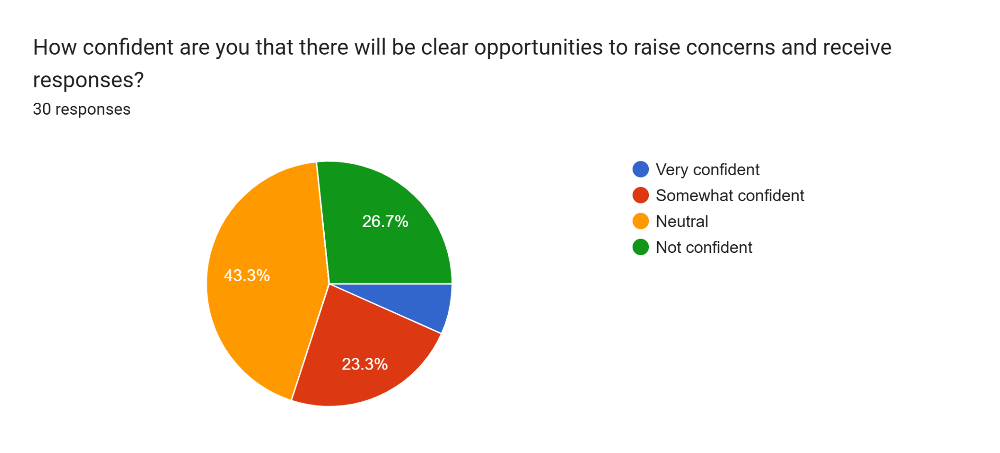 How confident are you that there will be clear opportunities to raise concerns and receive
responses?
30 responses
26.7%
43.3%
23.3%
Very confident
Somewhat confident
Neutral
Not confident